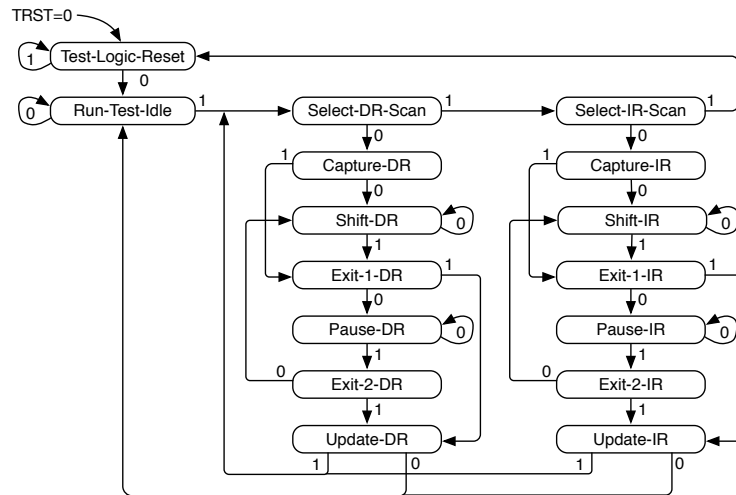 TRST=0
Test-Logic-Reset
1
0
Run-Test-Idle
0
1
Select-DR-Scan
1
Select-IR-Scan
1
0
0
1
Capture-DR
1
Capture-IR
0
0
Shift-DR
0
Shift-IR
0
1
1
Exit-1-DR
1
Exit-1-IR
1
0
0
Pause-DR
0
Pause-IR
0
1
1
0
Exit-2-DR
0
Exit-2-IR
1
1
Update-DR
Update-IR
1
0
1
0